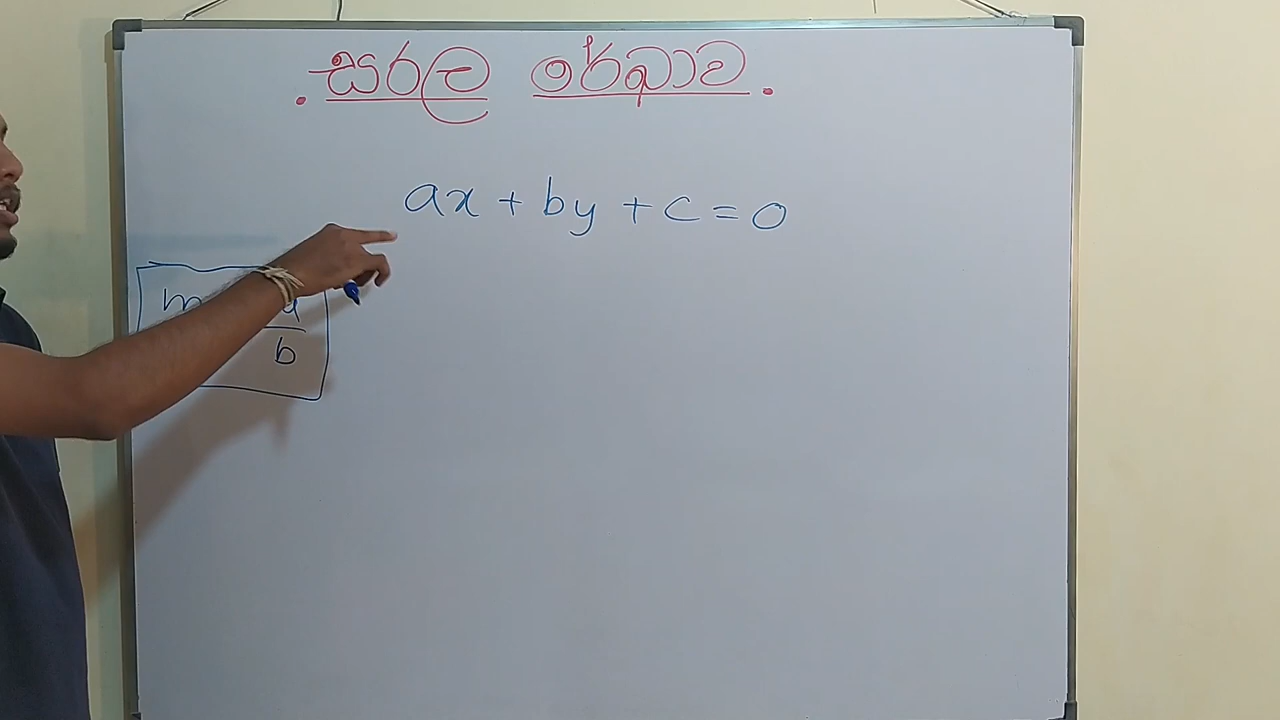 . සරල රේඛාව .
ax + by + c = 0
m
b